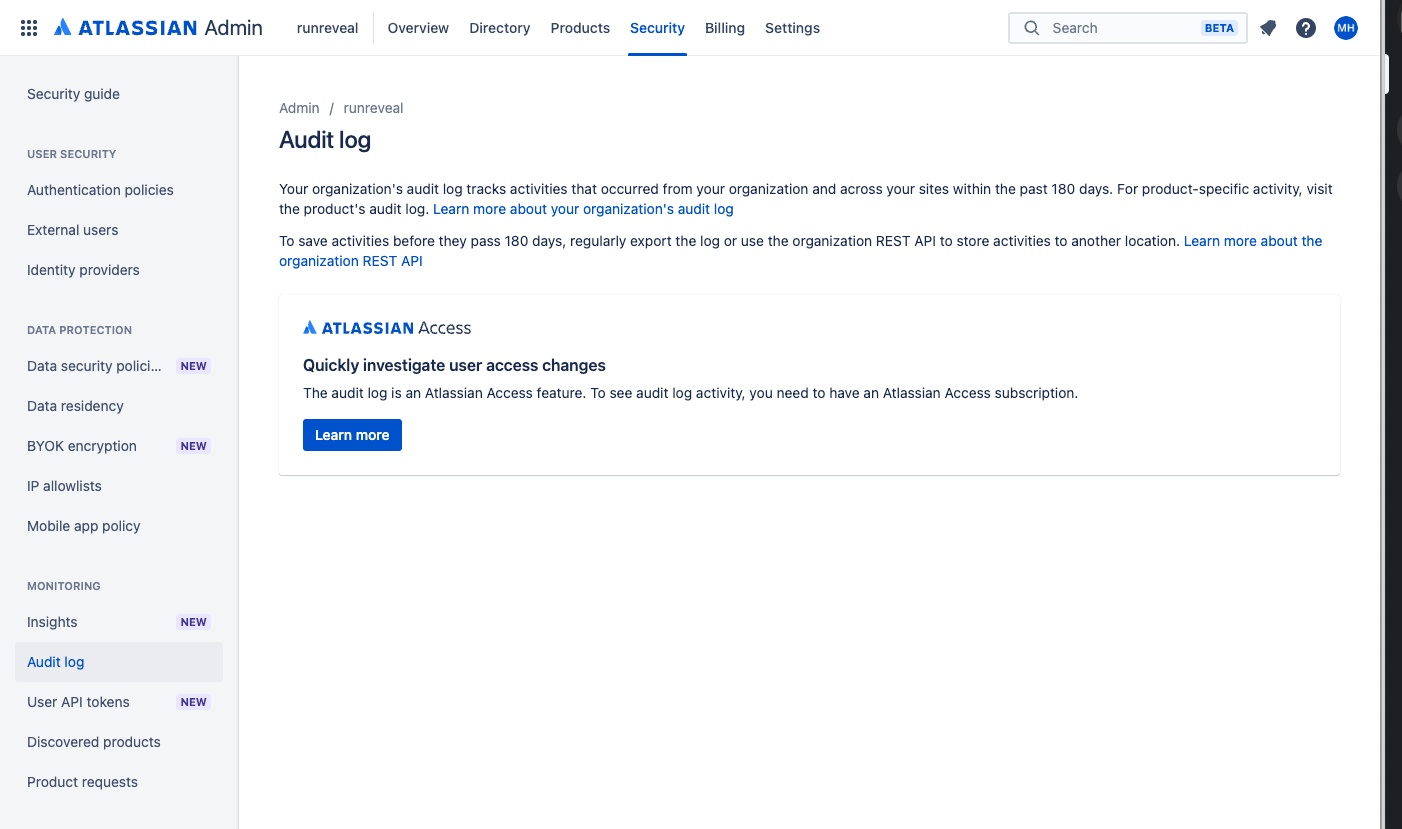 ATLASSIAN Admin
runreveal
Overview
Directory
Products
Security
Billing
Settings
Search
BETA
?
MH
Security guide
USER SECURITY
Authentication policies
External users
Identity providers
DATA PROTECTION
Data security polici... NEW
Data residency
BYOK encryption NEW
IP allowlists
Mobile app policy
MONITORING
Insights NEW
Audit log
User API tokens NEW
Discovered products
Product requests
Admin / runreveal
Audit log
Your organization's audit log tracks activities that occurred from your organization and across your sites within the past 180 days. For product-specific activity, visit
the product's audit log. Learn more about your organization's audit log
To save activities before they pass 180 days, regularly export the log or use the organization REST API to store activities to another location. Learn more about the
organization REST API
ATLASSIAN Access
Quickly investigate user access changes
The audit log is an Atlassian Access feature. To see audit log activity, you need to have an Atlassian Access subscription.
Learn more